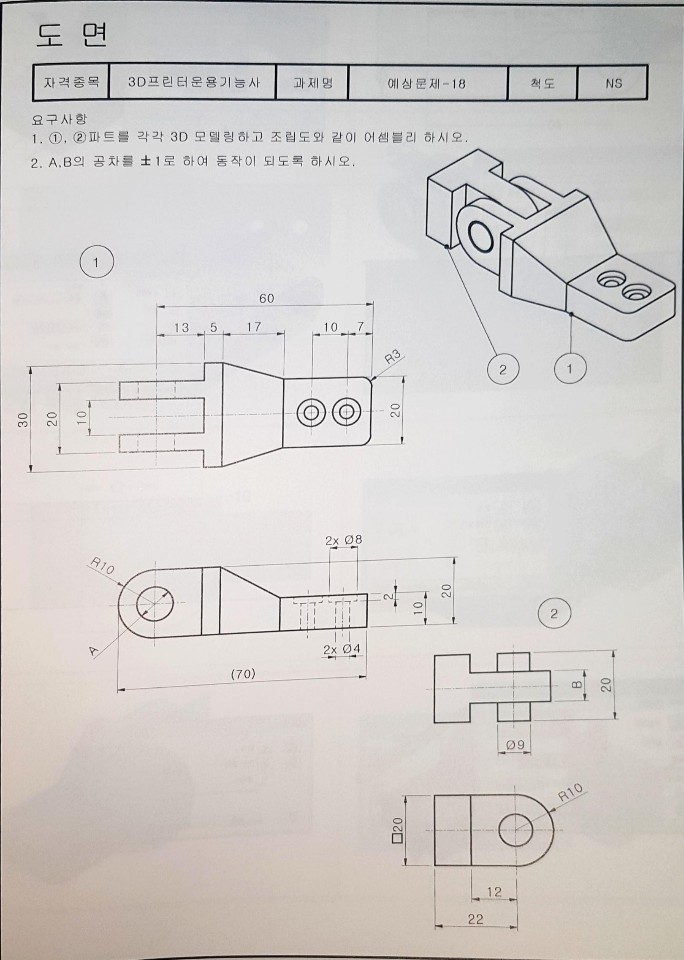 도 면
자격종목 3D프린터운용기능사 과제명 예상문제-18 척도 NS
요구사항
1. ①, ②파트를 각각 3D 모델링하고 조립도와 같이 어셈블리 하시오.
2. A,B의 공차를 ±1로 하여 동작이 되도록 하시오.
1
2
1
60
13 5 17 10 7
R3
30
20
10
20
2x Ø8
R10
A
2
10
20
2x Ø4
(70)
2
B
20
Ø9
R10
□20
12
22